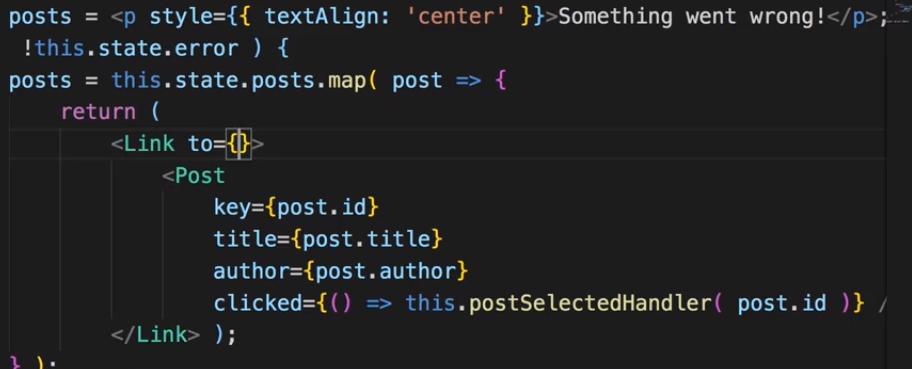 posts = <p style={{ textAlign: 'center' }}>Something went wrong!</p>;
!this.state.error ) {
posts = this.state.posts.map( post => {
return (
<Link to={}>
<Post
key={post.id}
title={post.title}
author={post.author}
clicked={() => this.postSelectedHandler( post.id )} /
</Link> );
} );